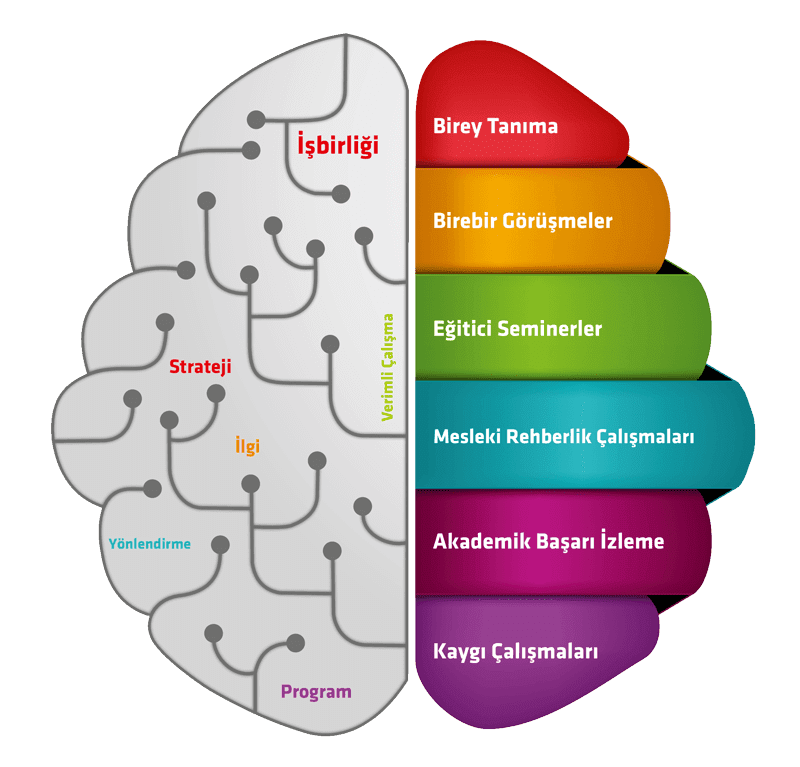 İşbirliği
Strateji
Verimli Çalışma
İlgi
Yönlendirme
Program
Birey Tanıma
Birebir Görüşmeler
Eğitici Seminerler
Mesleki Rehberlik Çalışmaları
Akademik Başarı İzleme
Kaygı Çalışmaları